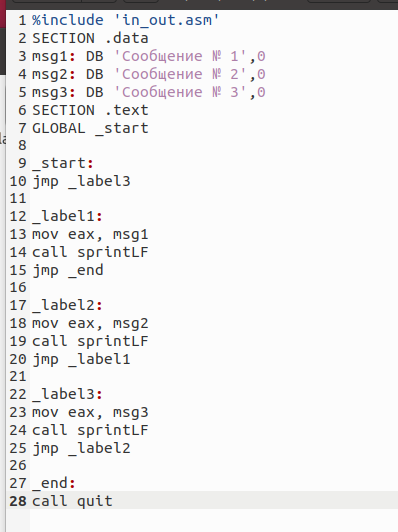 1 %include 'in_out.asm'
2 SECTION .data
3 msg1: DB 'Сообщение № 1',0
4 msg2: DB 'Сообщение № 2',0
5 msg3: DB 'Сообщение № 3',0
6 SECTION .text
7 GLOBAL _start
8
9 _start:
10 jmp _label3
11
12 _label1:
13 mov eax, msg1
14 call sprintLF
15 jmp _end
16
17 _label2:
18 mov eax, msg2
19 call sprintLF
20 jmp _label1
21
22 _label3:
23 mov eax, msg3
24 call sprintLF
25 jmp _label2
26
27 _end:
28 call quit